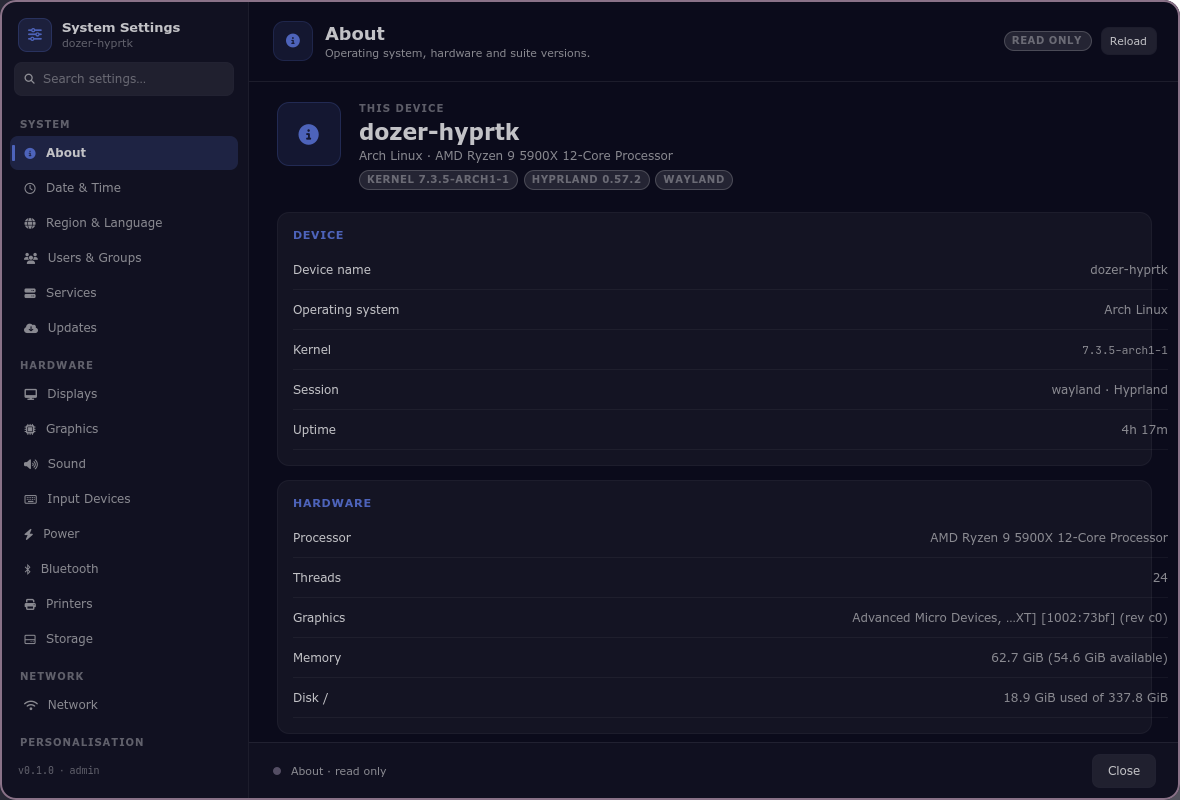 System Settings
dozer-hyprtk
Search settings...
SYSTEM
About
Date & Time
Region & Language
Users & Groups
Services
Updates
HARDWARE
Displays
Graphics
Sound
Input Devices
Power
Bluetooth
Printers
Storage
NETWORK
Network
PERSONALISATION
v0.1.0 · admin
About
Operating system, hardware and suite versions.
READ ONLY
Reload
THIS DEVICE
dozer-hyprtk
Arch Linux · AMD Ryzen 9 5900X 12-Core Processor
KERNEL 7.3.5-ARCH1-1 HYPRLAND 0.57.2 WAYLAND
DEVICE
Device name dozer-hyprtk
Operating system Arch Linux
Kernel 7.3.5-arch1-1
Session wayland · Hyprland
Uptime 4h 17m
HARDWARE
Processor AMD Ryzen 9 5900X 12-Core Processor
Threads 24
Graphics Advanced Micro Devices, ...XT] [1002:73bf] (rev c0)
Memory 62.7 GiB (54.6 GiB available)
Disk / 18.9 GiB used of 337.8 GiB
About · read only
Close